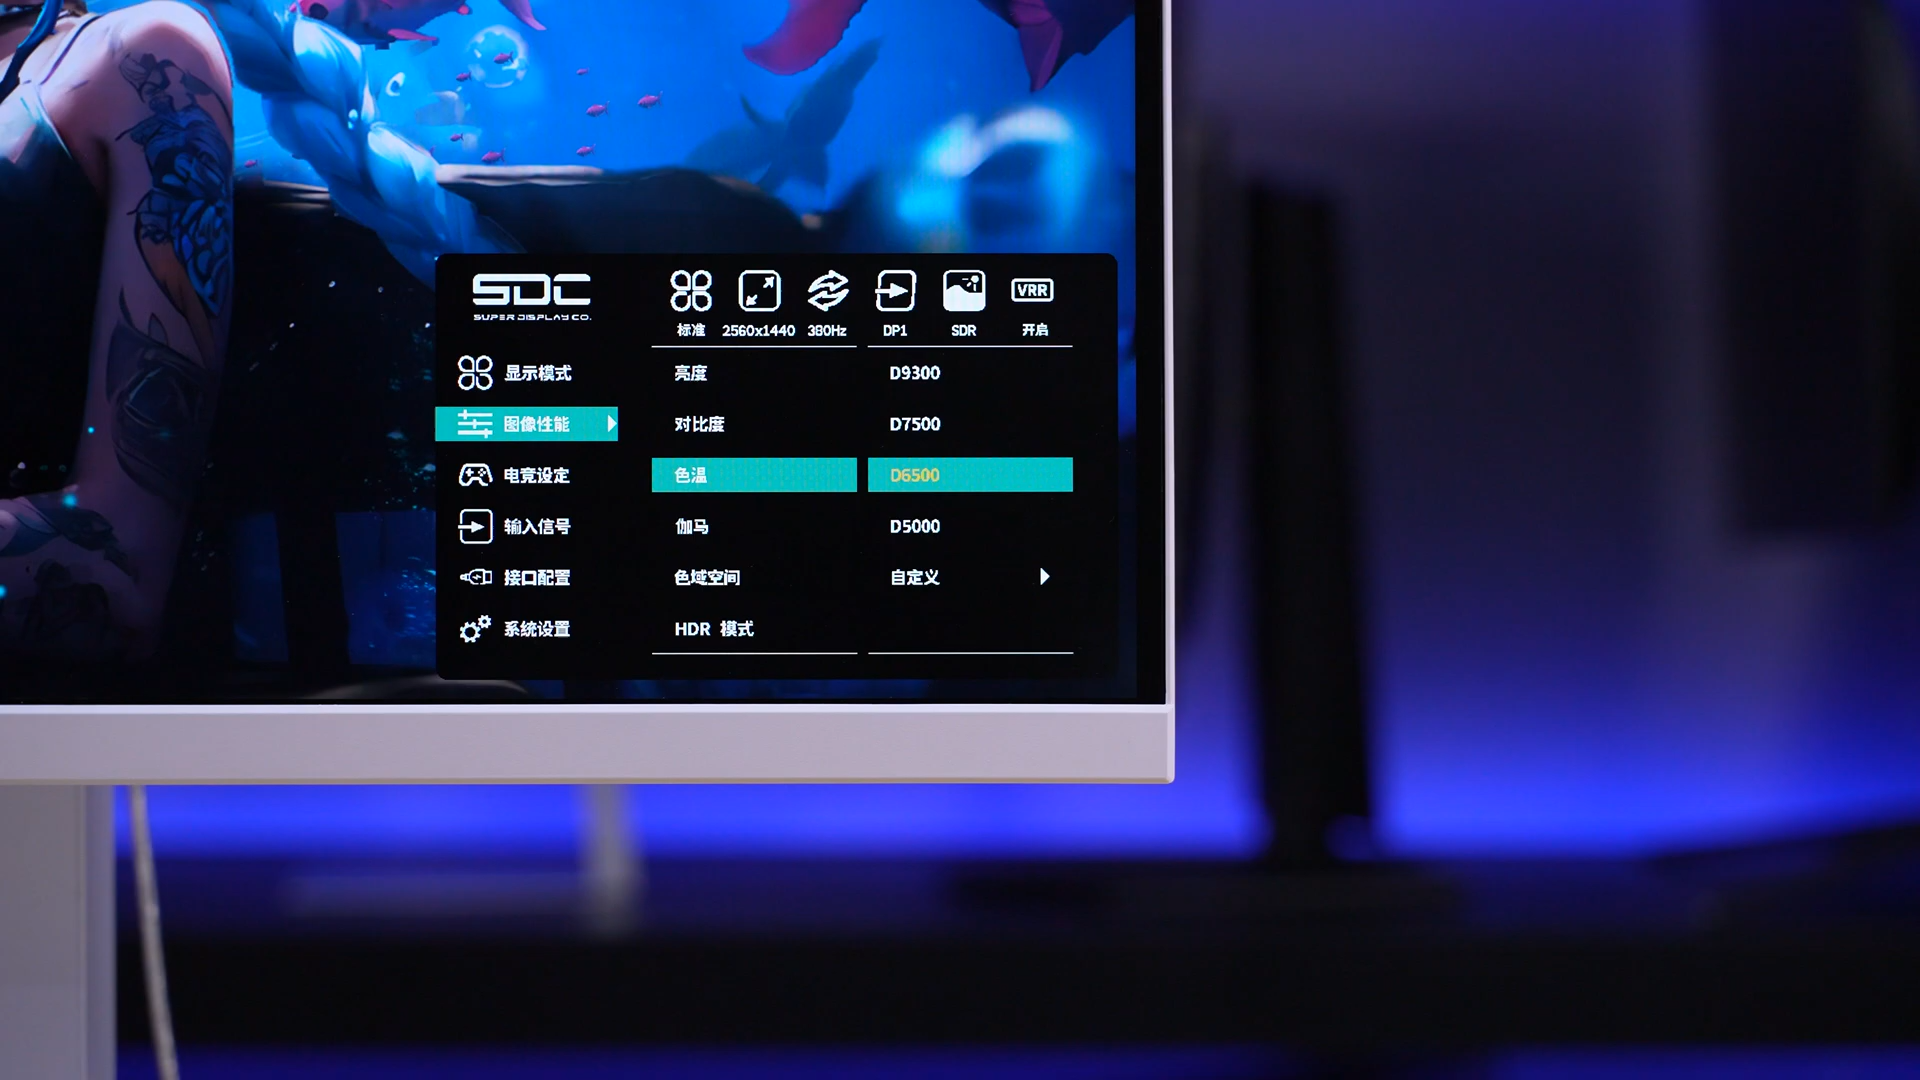 SDC
SUPER DISPLAY CO.
标准 2560x1440 380Hz DP1 SDR VRR 开启
显示模式 亮度 D9300
图像性能 对比度 D7500
电竞设定 色温 D6500
输入信号 伽马 D5000
接口配置 色域空间 自定义
系统设置 HDR 模式